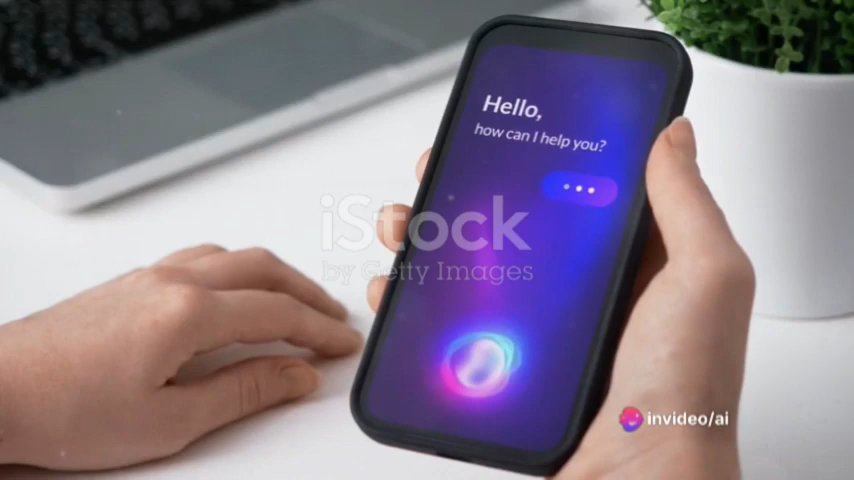 Hello,
how can I help you?
iStock
by Getty Images
invideo/ai